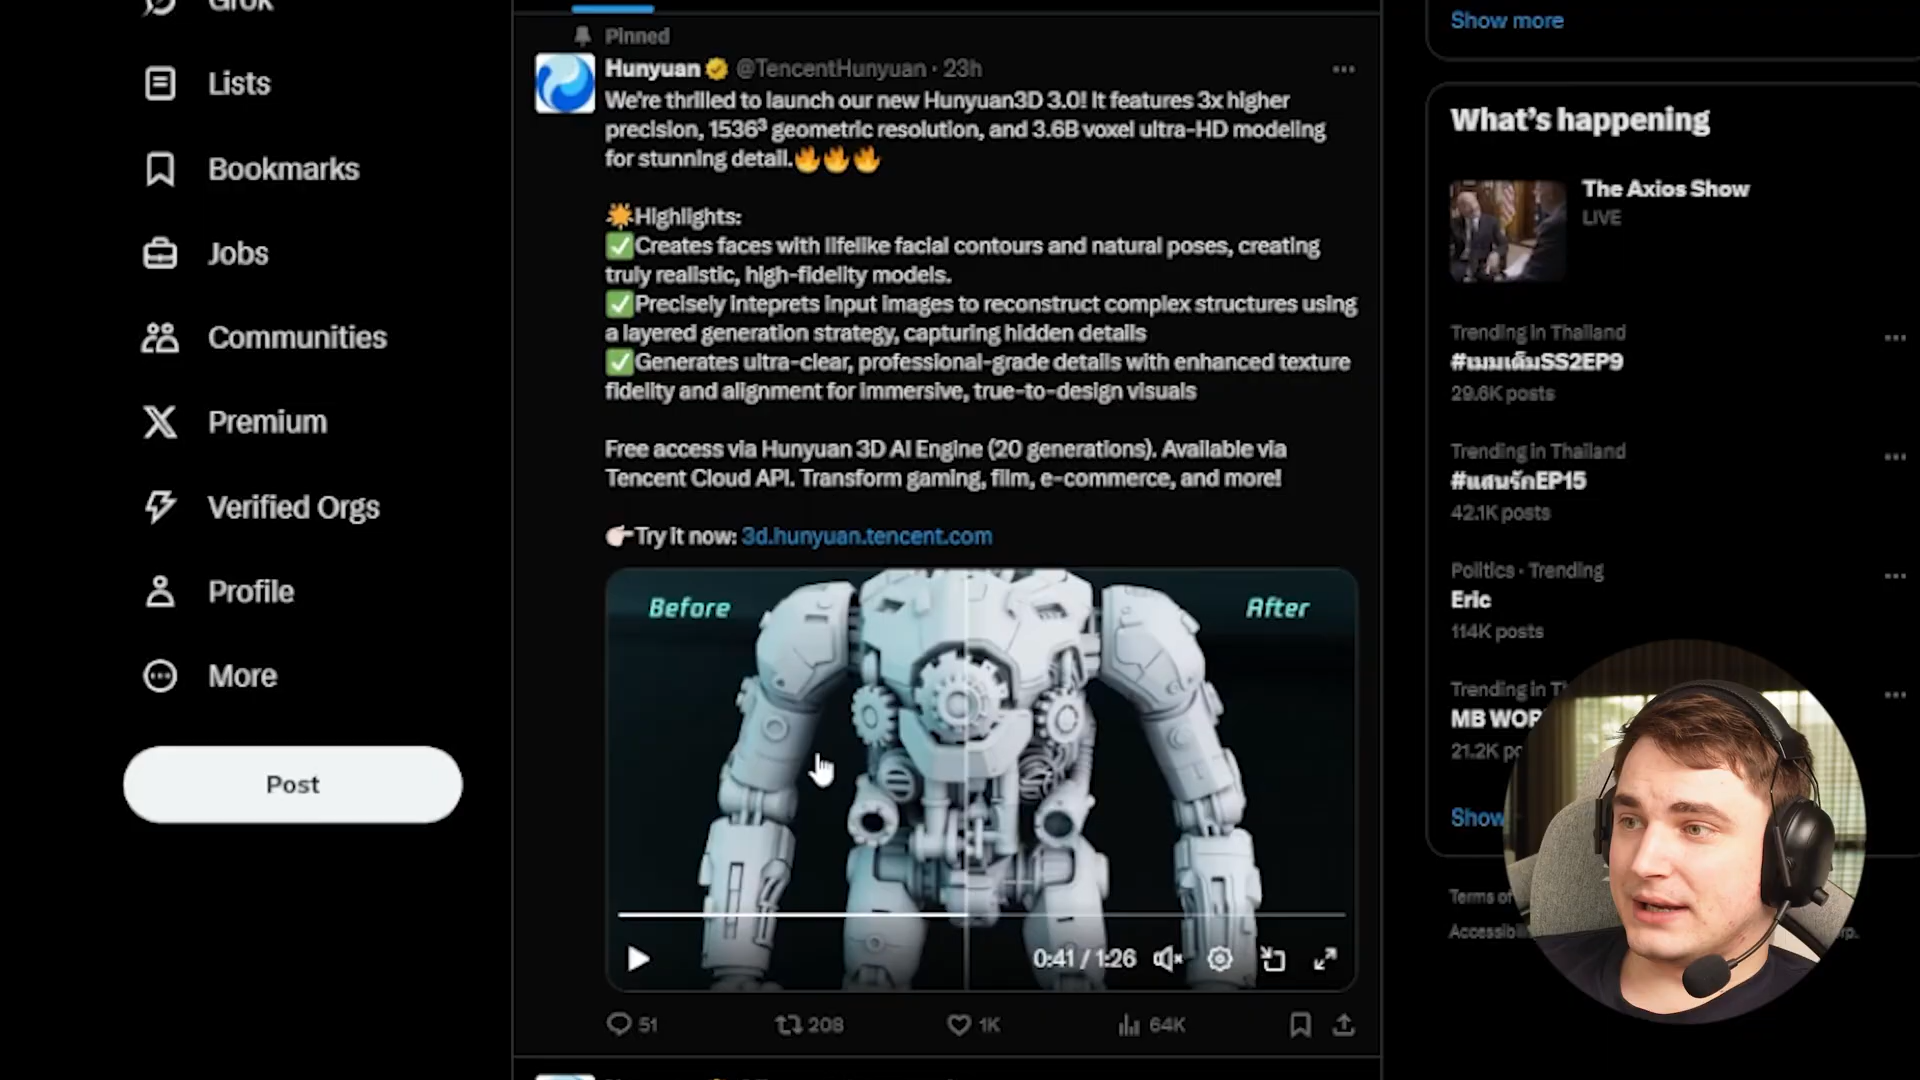 Grok
Lists
Bookmarks
Jobs
Communities
Premium
Verified Orgs
Profile
More
Post
Pinned
Hunyuan @TencentHunyuan · 23h
We're thrilled to launch our new Hunyuan3D 3.0! It features 3x higher
precision, 1536³ geometric resolution, and 3.6B voxel ultra-HD modeling
for stunning detail.🔥🔥🔥
🌟Highlights:
✅Creates faces with lifelike facial contours and natural poses, creating
truly realistic, high-fidelity models.
✅Precisely inteprets input images to reconstruct complex structures using
a layered generation strategy, capturing hidden details
✅Generates ultra-clear, professional-grade details with enhanced texture
fidelity and alignment for immersive, true-to-design visuals
Free access via Hunyuan 3D AI Engine (20 generations). Available via
Tencent Cloud API. Transform gaming, film, e-commerce, and more!
👉Try it now: 3d.hunyuan.tencent.com
Before
After
0:41 / 1:26
51
208
1K
64K
Show more
What's happening
The Axios Show
LIVE
Trending in Thailand
#เมมเต็มSS2EP9
29.6K posts
Trending in Thailand
#แสนรักEP15
42.1K posts
Politics · Trending
Eric
114K posts
Trending in
MB
21.2K
Show
Terms of